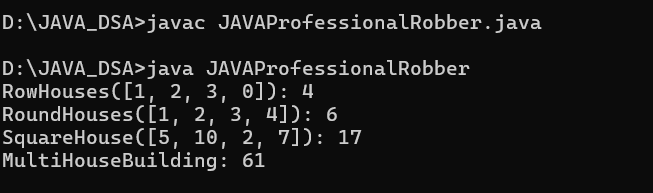 D:\JAVA_DSA>javac JAVAProfessionalRobber.java
D:\JAVA_DSA>java JAVAProfessionalRobber
RowHouses([1, 2, 3, 0]): 4
RoundHouses([1, 2, 3, 4]): 6
SquareHouse([5, 10, 2, 7]): 17
MultiHouseBuilding: 61